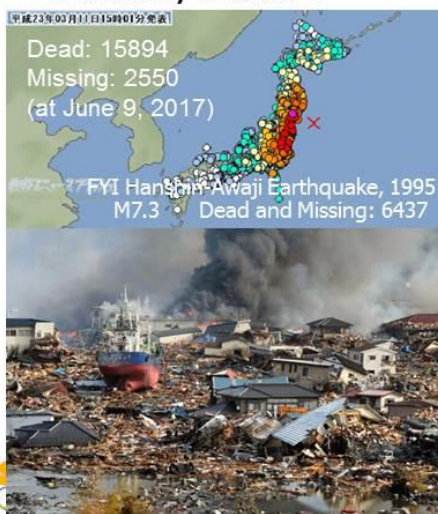 平成23年03月11日15時01分発表
Dead: 15894
Missing: 2550
(at June 9, 2017)
FYI Hanshin-Awaji Earthquake, 1995
M7.3 Dead and Missing: 6437